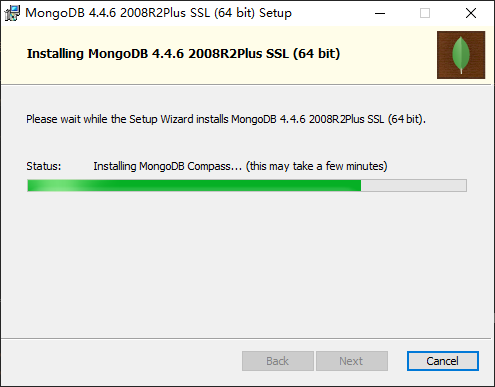 MongoDB 4.4.6 2008R2Plus SSL (64 bit) Setup
Installing MongoDB 4.4.6 2008R2Plus SSL (64 bit)
Please wait while the Setup Wizard installs MongoDB 4.4.6 2008R2Plus SSL (64 bit).
Status: Installing MongoDB Compass... (this may take a few minutes)
Back Next Cancel